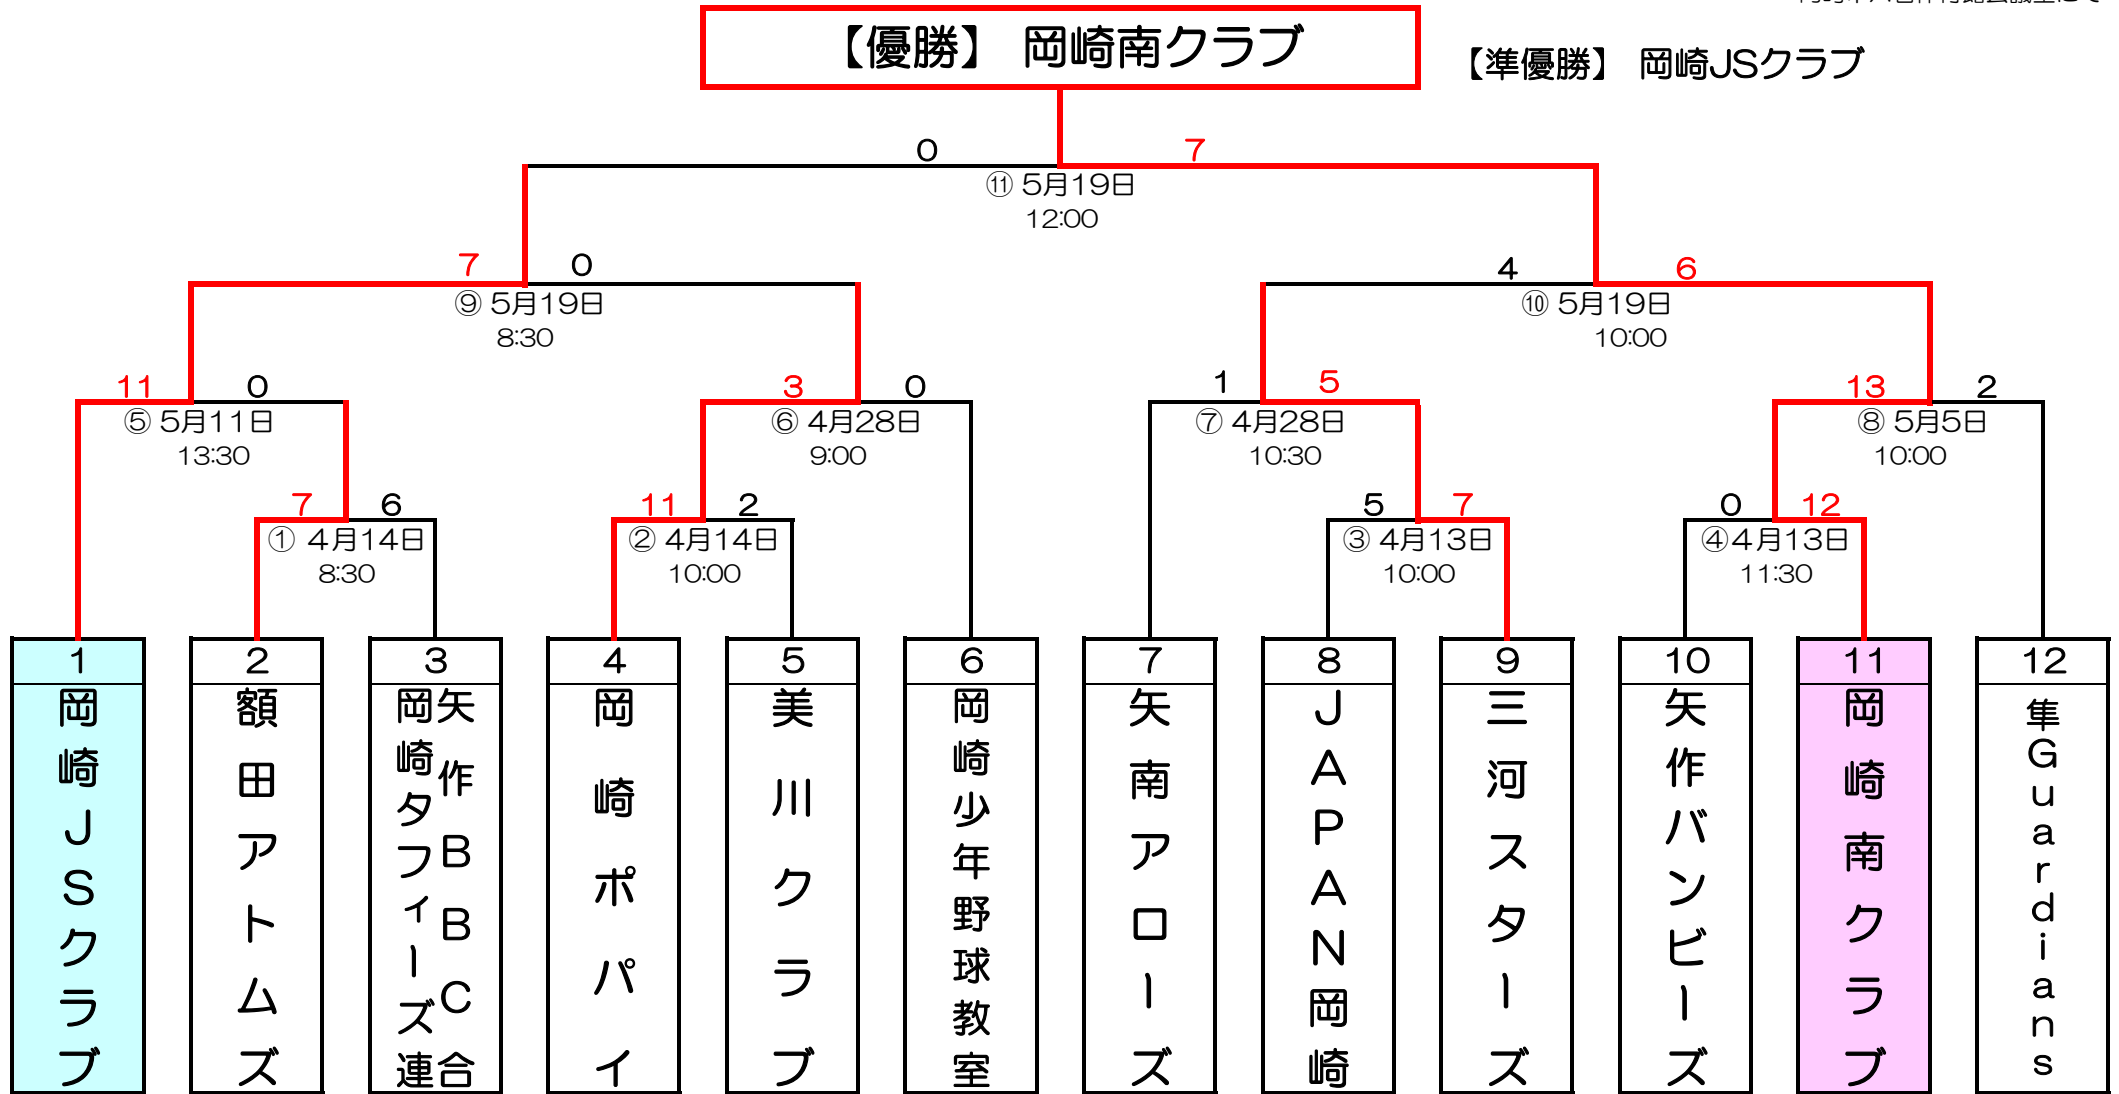 【優勝】 岡崎南クラブ
【準優勝】 岡崎JSクラブ
0
7
⑪ 5月19日
12:00
7
0
⑨ 5月19日
8:30
4
6
⑩ 5月19日
10:00
11
0
⑤ 5月11日
13:30
3
0
⑥ 4月28日
9:00
1
5
⑦ 4月28日
10:30
13
2
⑧ 5月5日
10:00
7
6
① 4月14日
8:30
11
2
② 4月14日
10:00
5
7
③ 4月13日
10:00
0
12
④4月13日
11:30
1
岡崎JSクラブ
2
額田アトムズ
3
矢作BBC合
岡崎タフィーズ連
4
岡崎ポパイ
5
美川クラブ
6
岡崎少年野球教室
7
矢南アローズ
8
JAPAN岡崎
9
三河スターズ
10
矢作バンビーズ
11
岡崎南クラブ
12
隼Guardians